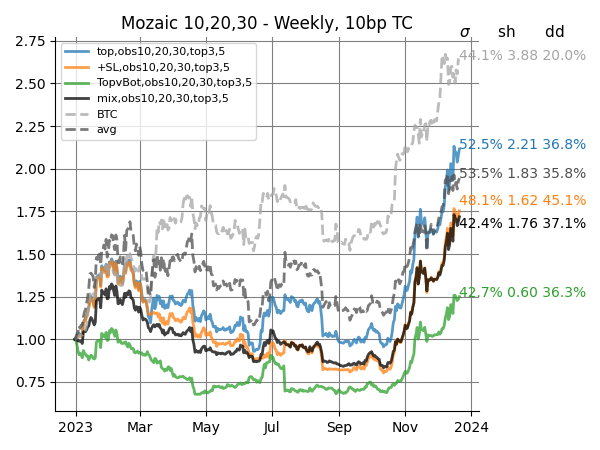 Mozaic 10,20,30 - Weekly, 10bp TC
σ sh dd
top,obs10,20,30,top3,5
+SL,obs10,20,30,top3,5
TopvBot,obs10,20,30,top3,5
mix,obs10,20,30,top3,5
BTC
avg
44.1% 3.88 20.0%
52.5% 2.21 36.8%
53.5% 1.83 35.8%
48.1% 1.62 45.1%
42.4% 1.76 37.1%
42.7% 0.60 36.3%
2.75
2.50
2.25
2.00
1.75
1.50
1.25
1.00
0.75
2023 Mar May Jul Sep Nov 2024